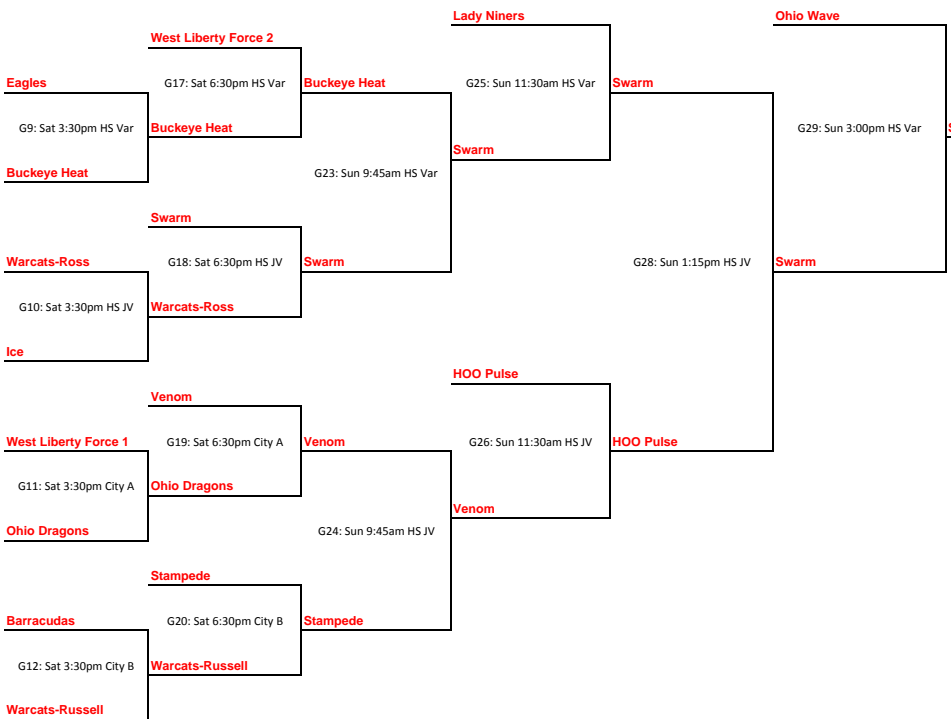 Lady Niners
Ohio Wave
West Liberty Force 2
Eagles
G17: Sat 6:30pm HS Var
Buckeye Heat
G25: Sun 11:30am HS Var
Swarm
G9: Sat 3:30pm HS Var
Buckeye Heat
G29: Sun 3:00pm HS Var
Swarm
Buckeye Heat
G23: Sun 9:45am HS Var
Swarm
Warcats-Ross
G18: Sat 6:30pm HS JV
Swarm
G28: Sun 1:15pm HS JV
Swarm
G10: Sat 3:30pm HS JV
Warcats-Ross
Ice
HOO Pulse
Venom
West Liberty Force 1
G19: Sat 6:30pm City A
Venom
G26: Sun 11:30am HS JV
HOO Pulse
G11: Sat 3:30pm City A
Ohio Dragons
Venom
Ohio Dragons
G24: Sun 9:45am HS JV
Stampede
Barracudas
G20: Sat 6:30pm City B
Stampede
G12: Sat 3:30pm City B
Warcats-Russell
Warcats-Russell